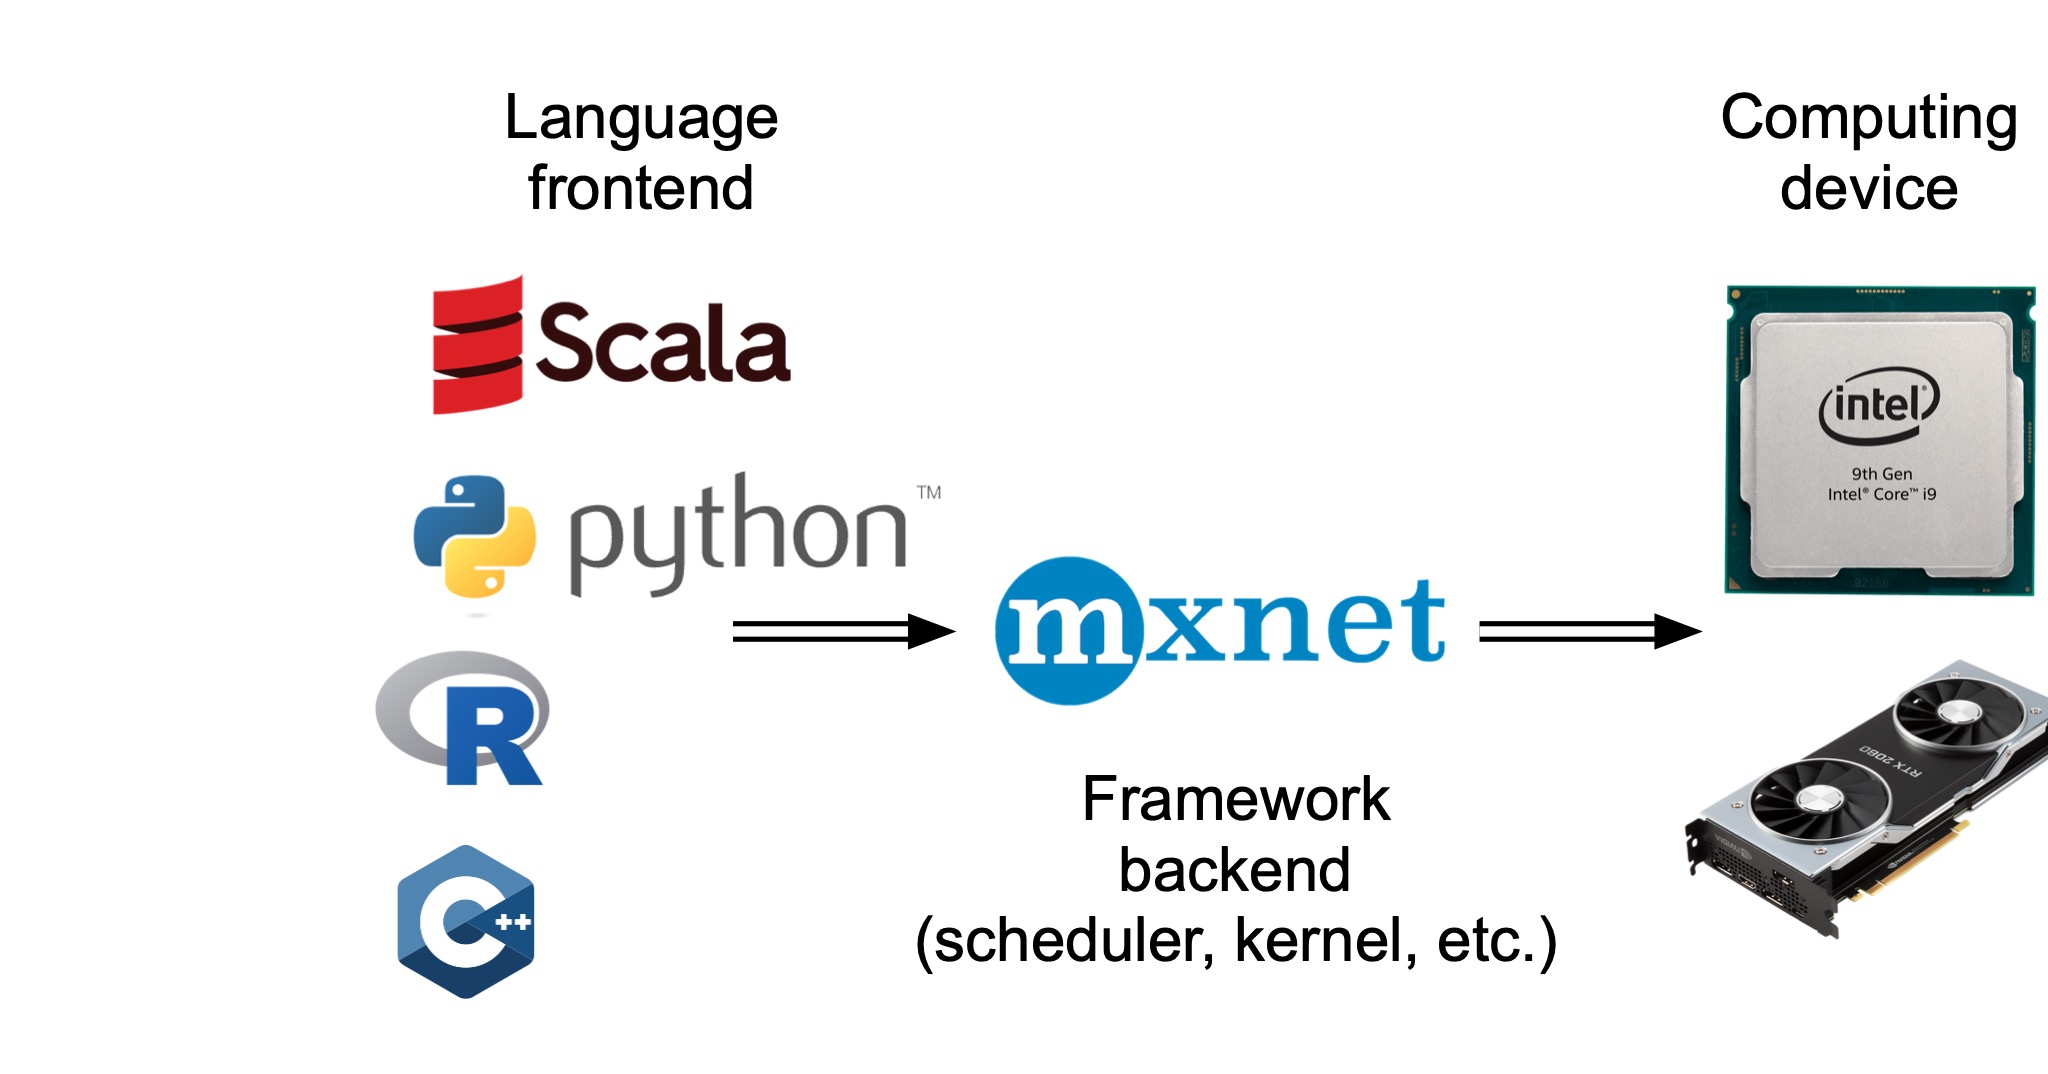 Language
frontend
Computing
device
Scala
python™
R
C++
mxnet
Framework
backend
(scheduler, kernel, etc.)
intel®
9th Gen
Intel® Core™ i9
RTX 2080
NVIDIA